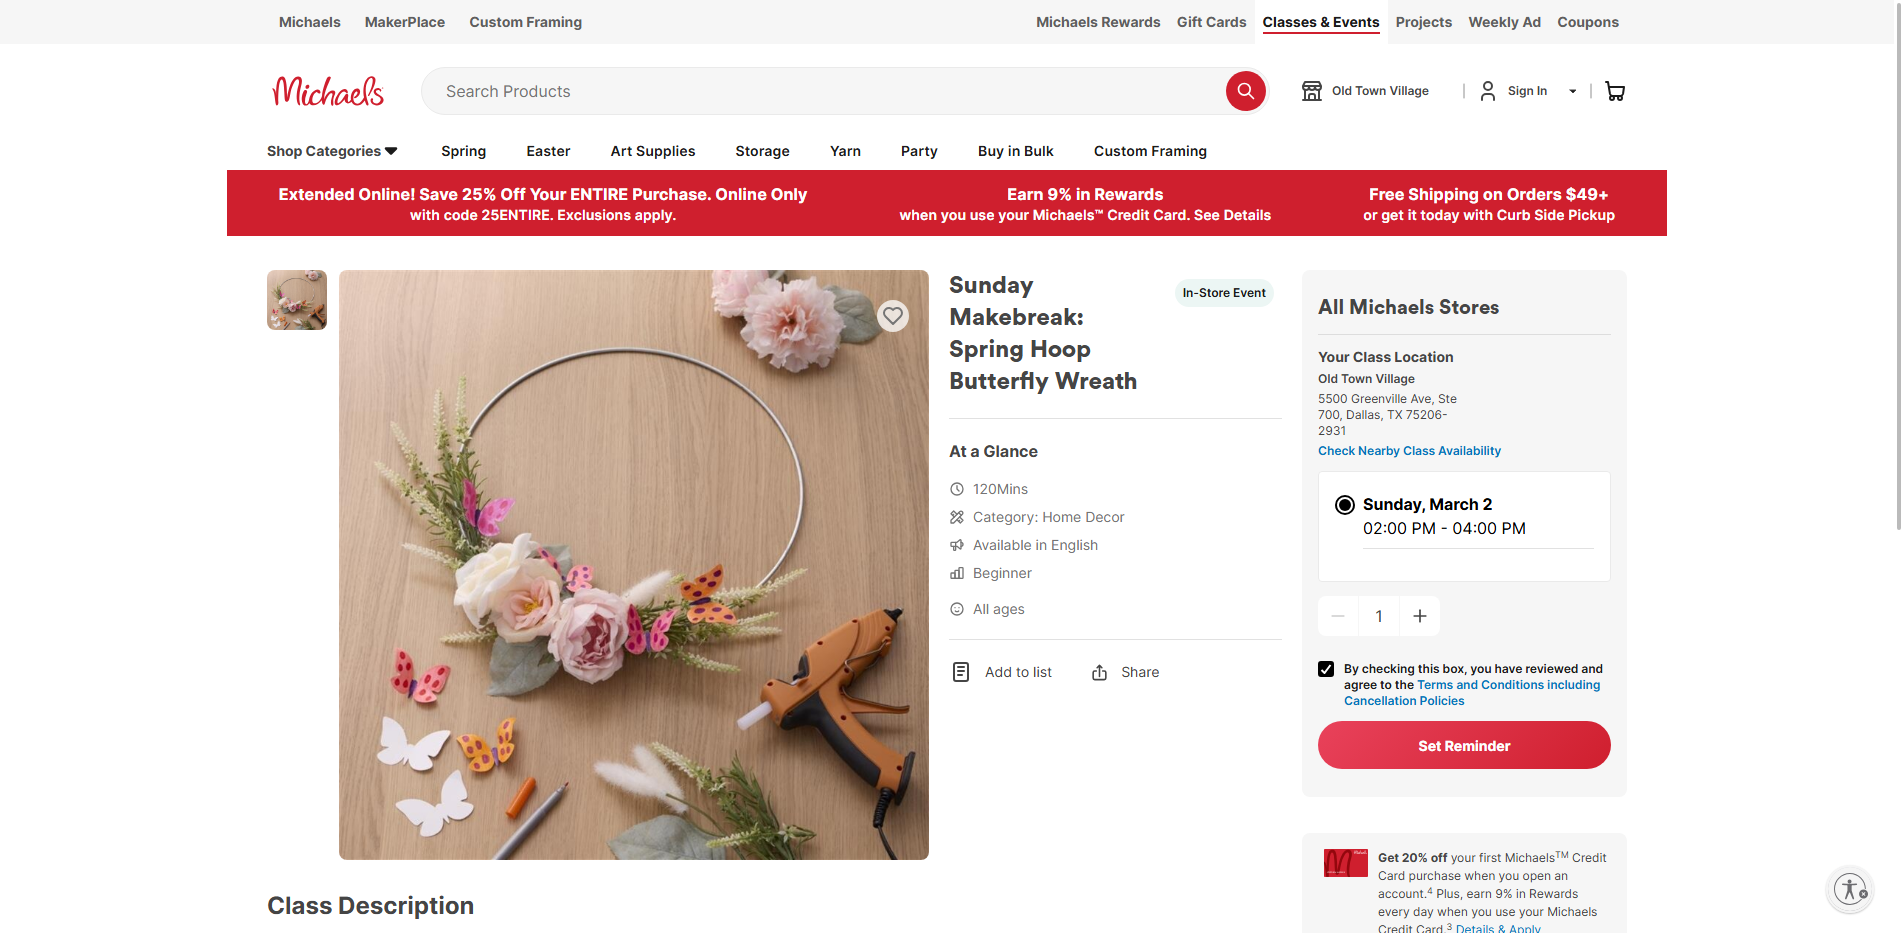 Michaels
MakerPlace
Custom Framing
Michaels Rewards
Gift Cards
Classes & Events
Projects
Weekly Ad
Coupons
Michaels
Search Products
Old Town Village
Sign In
Shop Categories
Spring
Easter
Art Supplies
Storage
Yarn
Party
Buy in Bulk
Custom Framing
Extended Online! Save 25% Off Your ENTIRE Purchase. Online Only
with code 25ENTIRE. Exclusions apply.
Earn 9% in Rewards
when you use your Michaels™ Credit Card. See Details
Free Shipping on Orders $49+
or get it today with Curb Side Pickup
Sunday
Makebreak:
Spring Hoop
Butterfly Wreath
In-Store Event
At a Glance
120Mins
Category: Home Decor
Available in English
Beginner
All ages
Add to list
Share
All Michaels Stores
Your Class Location
Old Town Village
5500 Greenville Ave, Ste
700, Dallas, TX 75206-
2931
Check Nearby Class Availability
Sunday, March 2
02:00 PM - 04:00 PM
1
By checking this box, you have reviewed and
agree to the Terms and Conditions including
Cancellation Policies
Set Reminder
Get 20% off your first Michaels™ Credit
Card purchase when you open an
account.⁴ Plus, earn 9% in Rewards
every day when you use your Michaels
Credit Card.³ Details & Apply
Class Description